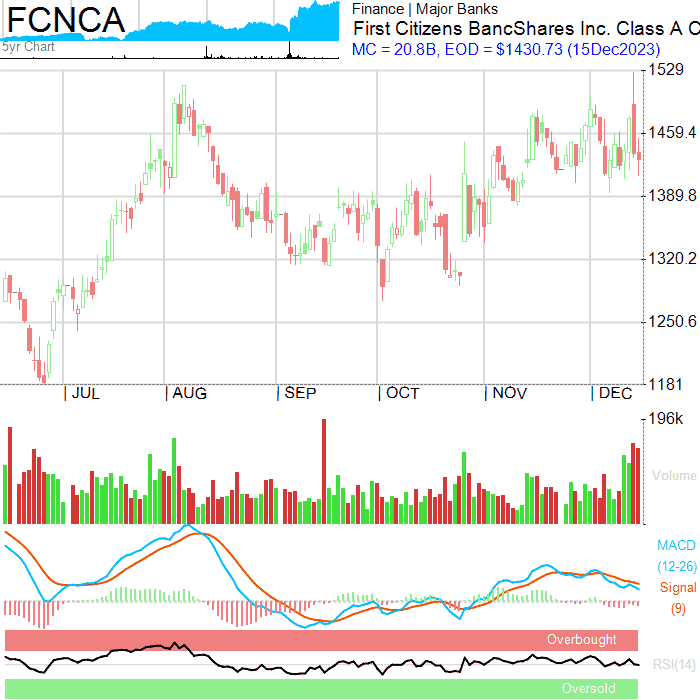 FCNCA
5yr Chart
Finance | Major Banks
First Citizens BancShares Inc. Class A C
MC = 20.8B, EOD = $1430.73 (15Dec2023)
1529
1459.4
1389.8
1320.2
1250.6
1181
| JUL | AUG | SEP | OCT | NOV | DEC
196k
Volume
MACD
(12-26)
Signal
(9)
Overbought
RSI(14)
Oversold